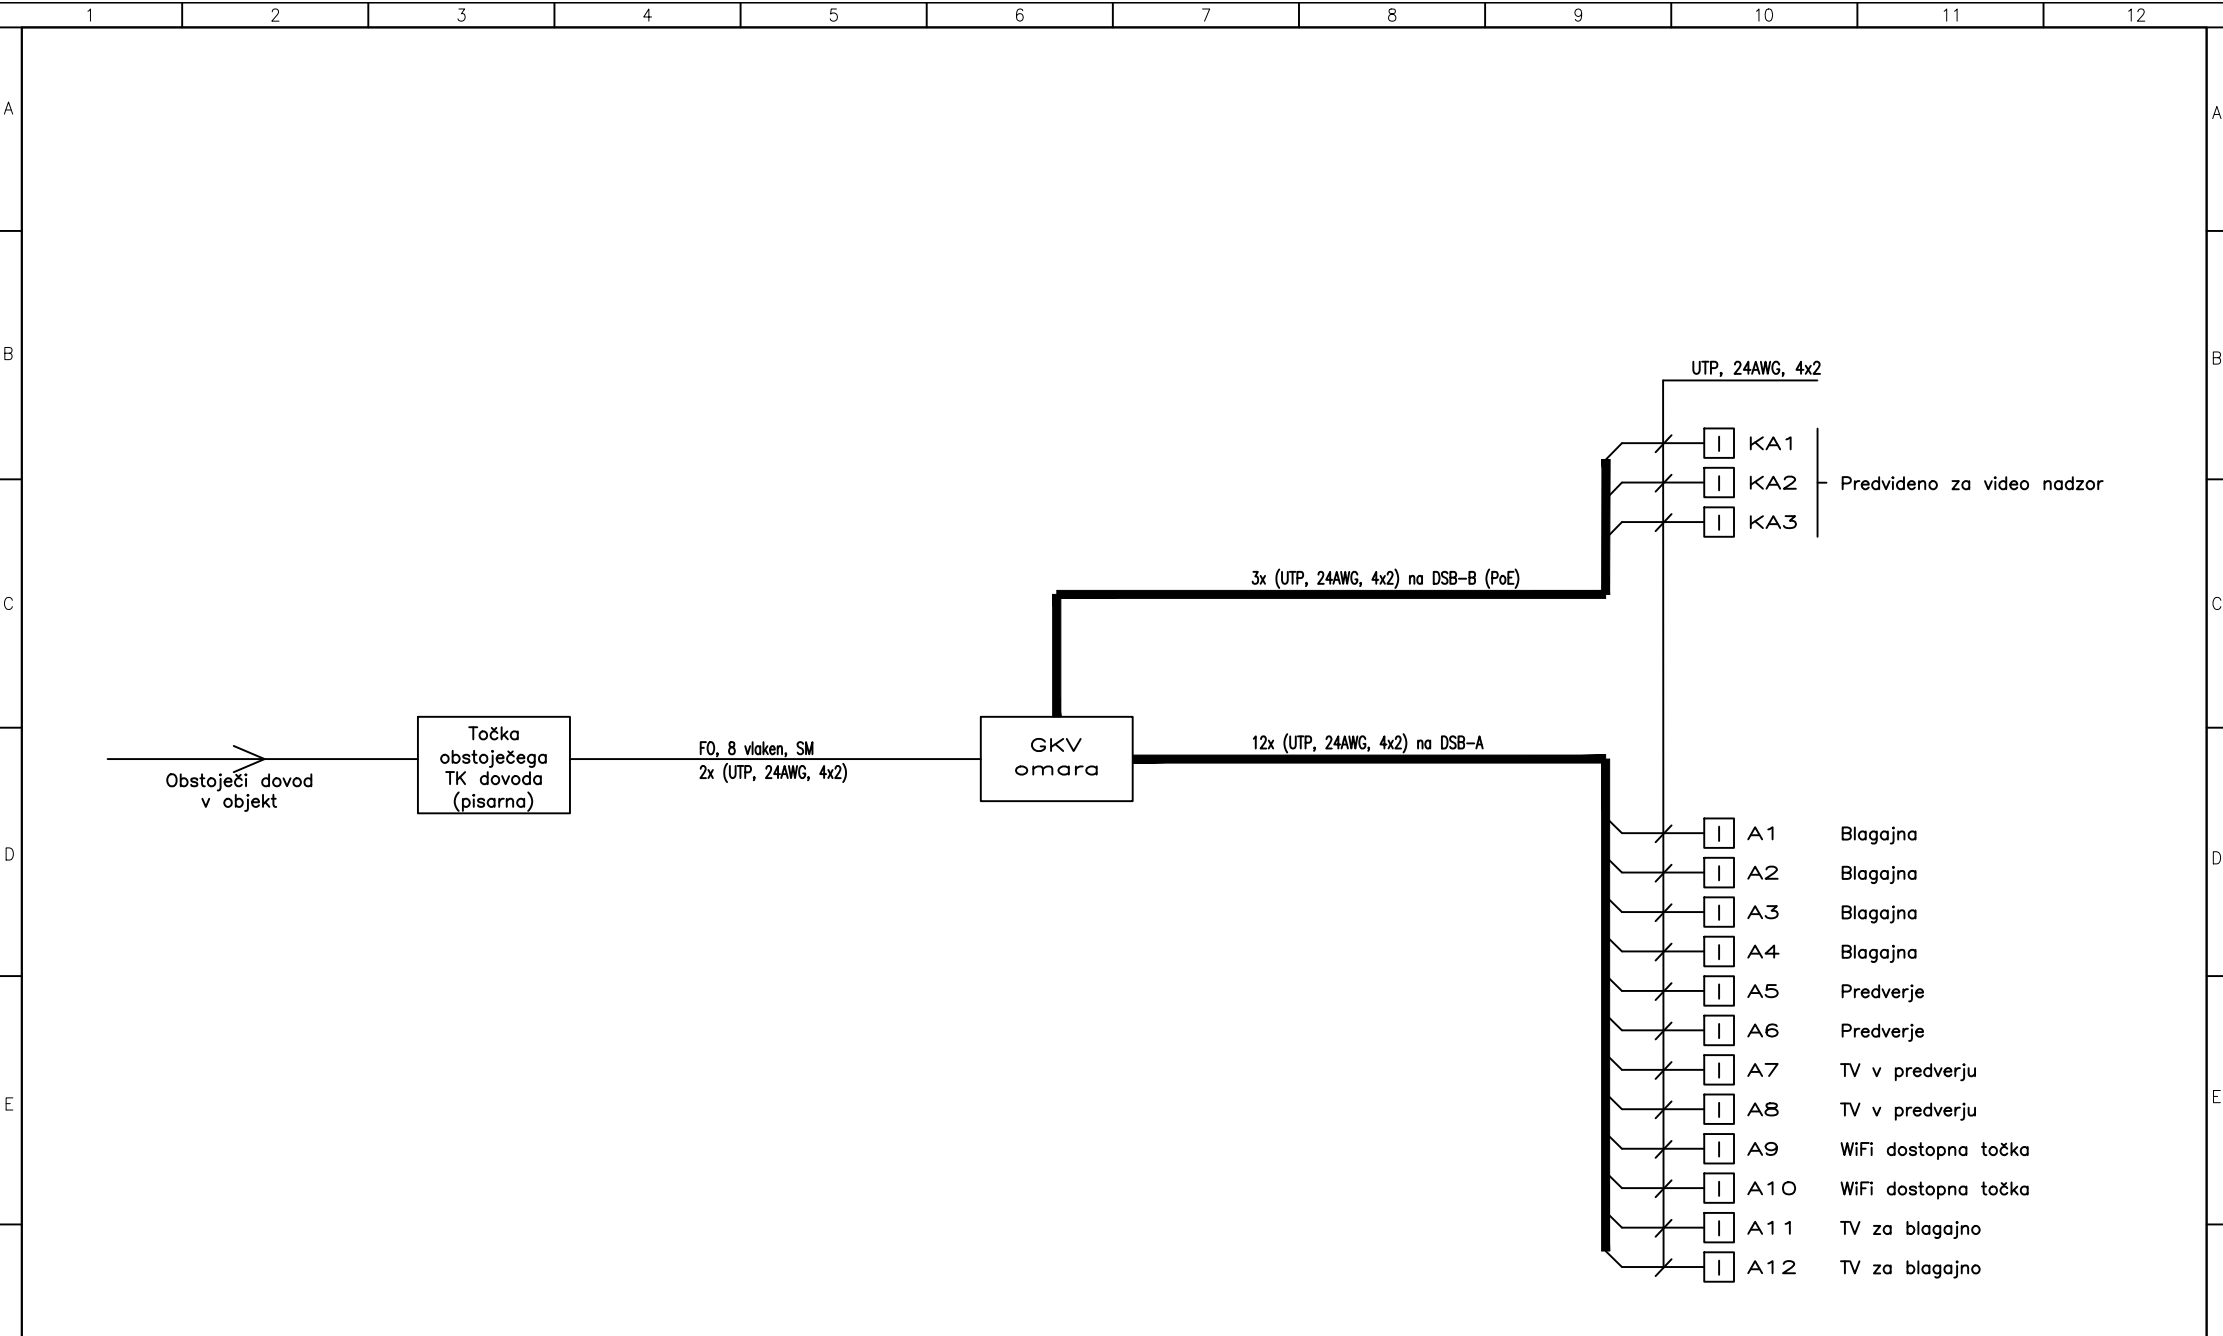 1 2 3 4 5 6 7 8 9 10 11 12
A A
B B
UTP, 24AWG, 4x2
KA1
KA2 Predvideno za video nadzor
KA3
3x (UTP, 24AWG, 4x2) na DSB-B (PoE)
C C
Obstoječi dovod
v objekt
Točka
obstoječega
TK dovoda
(pisarna)
FO, 8 vlaken, SM
2x (UTP, 24AWG, 4x2)
GKV
omara
12x (UTP, 24AWG, 4x2) na DSB-A
D D
A1 Blagajna
A2 Blagajna
A3 Blagajna
A4 Blagajna
A5 Predverje
A6 Predverje
A7 TV v predverju
A8 TV v predverju
E E
A9 WiFi dostopna točka
A10 WiFi dostopna točka
A11 TV za blagajno
A12 TV za blagajno